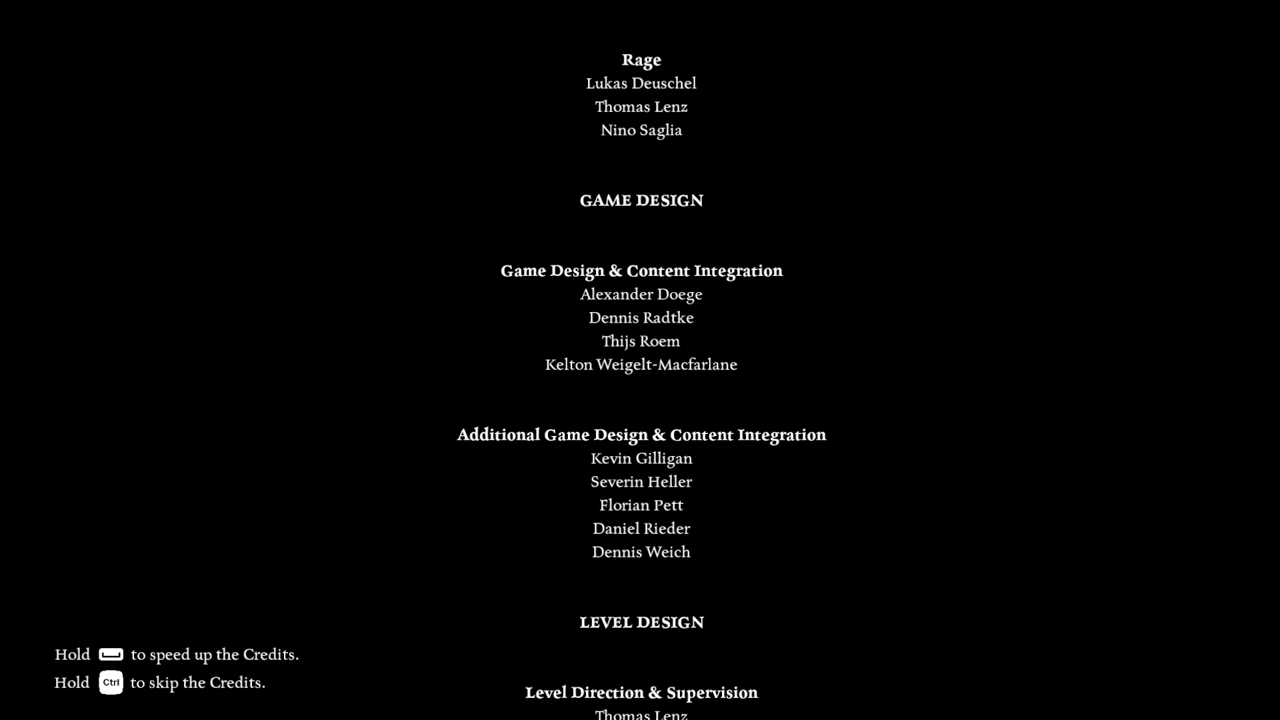 Rage
Lukas Deuschel
Thomas Lenz
Nino Saglia
GAME DESIGN
Game Design & Content Integration
Alexander Doege
Dennis Radtke
Thijs Roem
Kelton Weigelt-Macfarlane
Additional Game Design & Content Integration
Kevin Gilligan
Severin Heller
Florian Pett
Daniel Rieder
Dennis Weich
LEVEL DESIGN
Hold to speed up the Credits.
Hold Ctrl to skip the Credits.
Level Direction & Supervision
Thomas Lenz